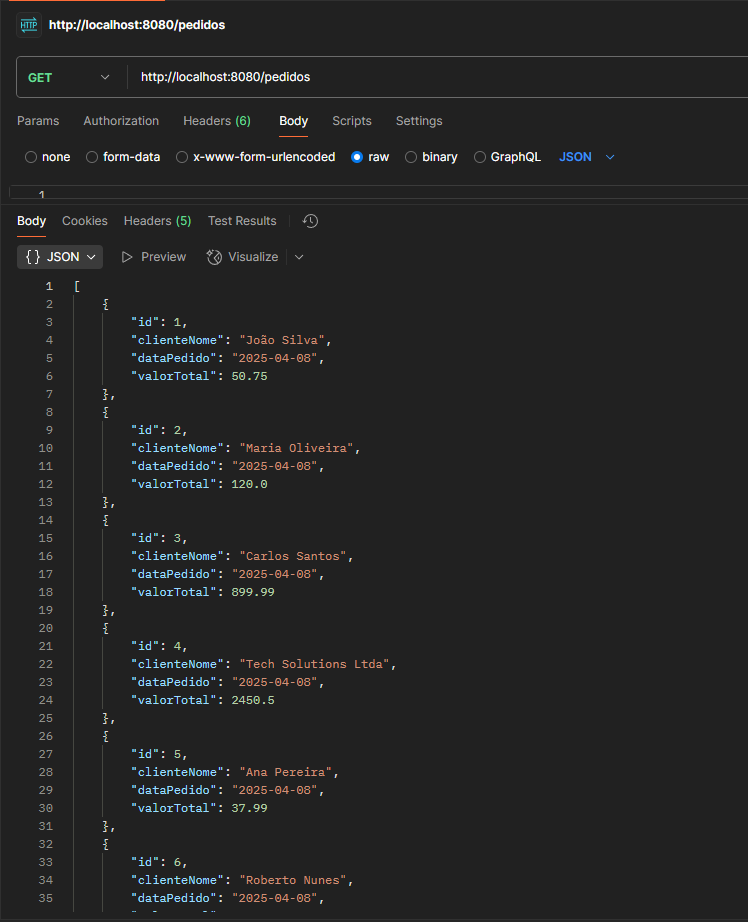 HTTP http://localhost:8080/pedidos
GET http://localhost:8080/pedidos
Params Authorization Headers (6) Body Scripts Settings
none form-data x-www-form-urlencoded raw binary GraphQL JSON
1
Body Cookies Headers (5) Test Results
{} JSON Preview Visualize
1 [
2 {
3 "id": 1,
4 "clienteNome": "João Silva",
5 "dataPedido": "2025-04-08",
6 "valorTotal": 50.75
7 },
8 {
9 "id": 2,
10 "clienteNome": "Maria Oliveira",
11 "dataPedido": "2025-04-08",
12 "valorTotal": 120.0
13 },
14 {
15 "id": 3,
16 "clienteNome": "Carlos Santos",
17 "dataPedido": "2025-04-08",
18 "valorTotal": 899.99
19 },
20 {
21 "id": 4,
22 "clienteNome": "Tech Solutions Ltda",
23 "dataPedido": "2025-04-08",
24 "valorTotal": 2450.5
25 },
26 {
27 "id": 5,
28 "clienteNome": "Ana Pereira",
29 "dataPedido": "2025-04-08",
30 "valorTotal": 37.99
31 },
32 {
33 "id": 6,
34 "clienteNome": "Roberto Nunes",
35 "dataPedido": "2025-04-08",